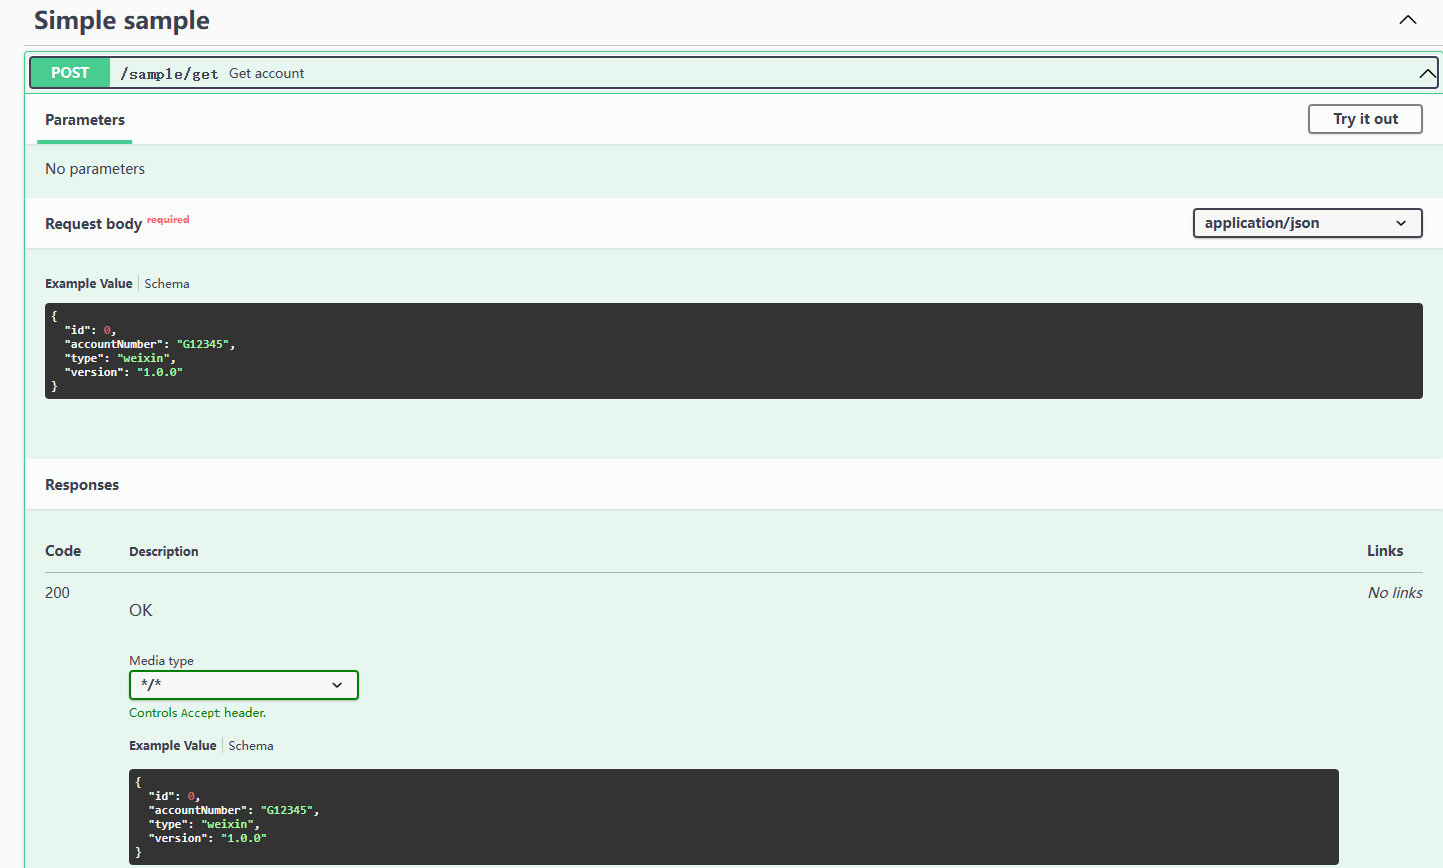 Simple sample
POST /sample/get Get account
Parameters Try it out
No parameters
Request body required application/json
Example Value Schema
{
  "id": 0,
  "accountNumber": "G12345",
  "type": "weixin",
  "version": "1.0.0"
}
Responses
Code Description Links
200 No links
OK
Media type
*/*
Controls Accept header.
Example Value Schema
{
  "id": 0,
  "accountNumber": "G12345",
  "type": "weixin",
  "version": "1.0.0"
}